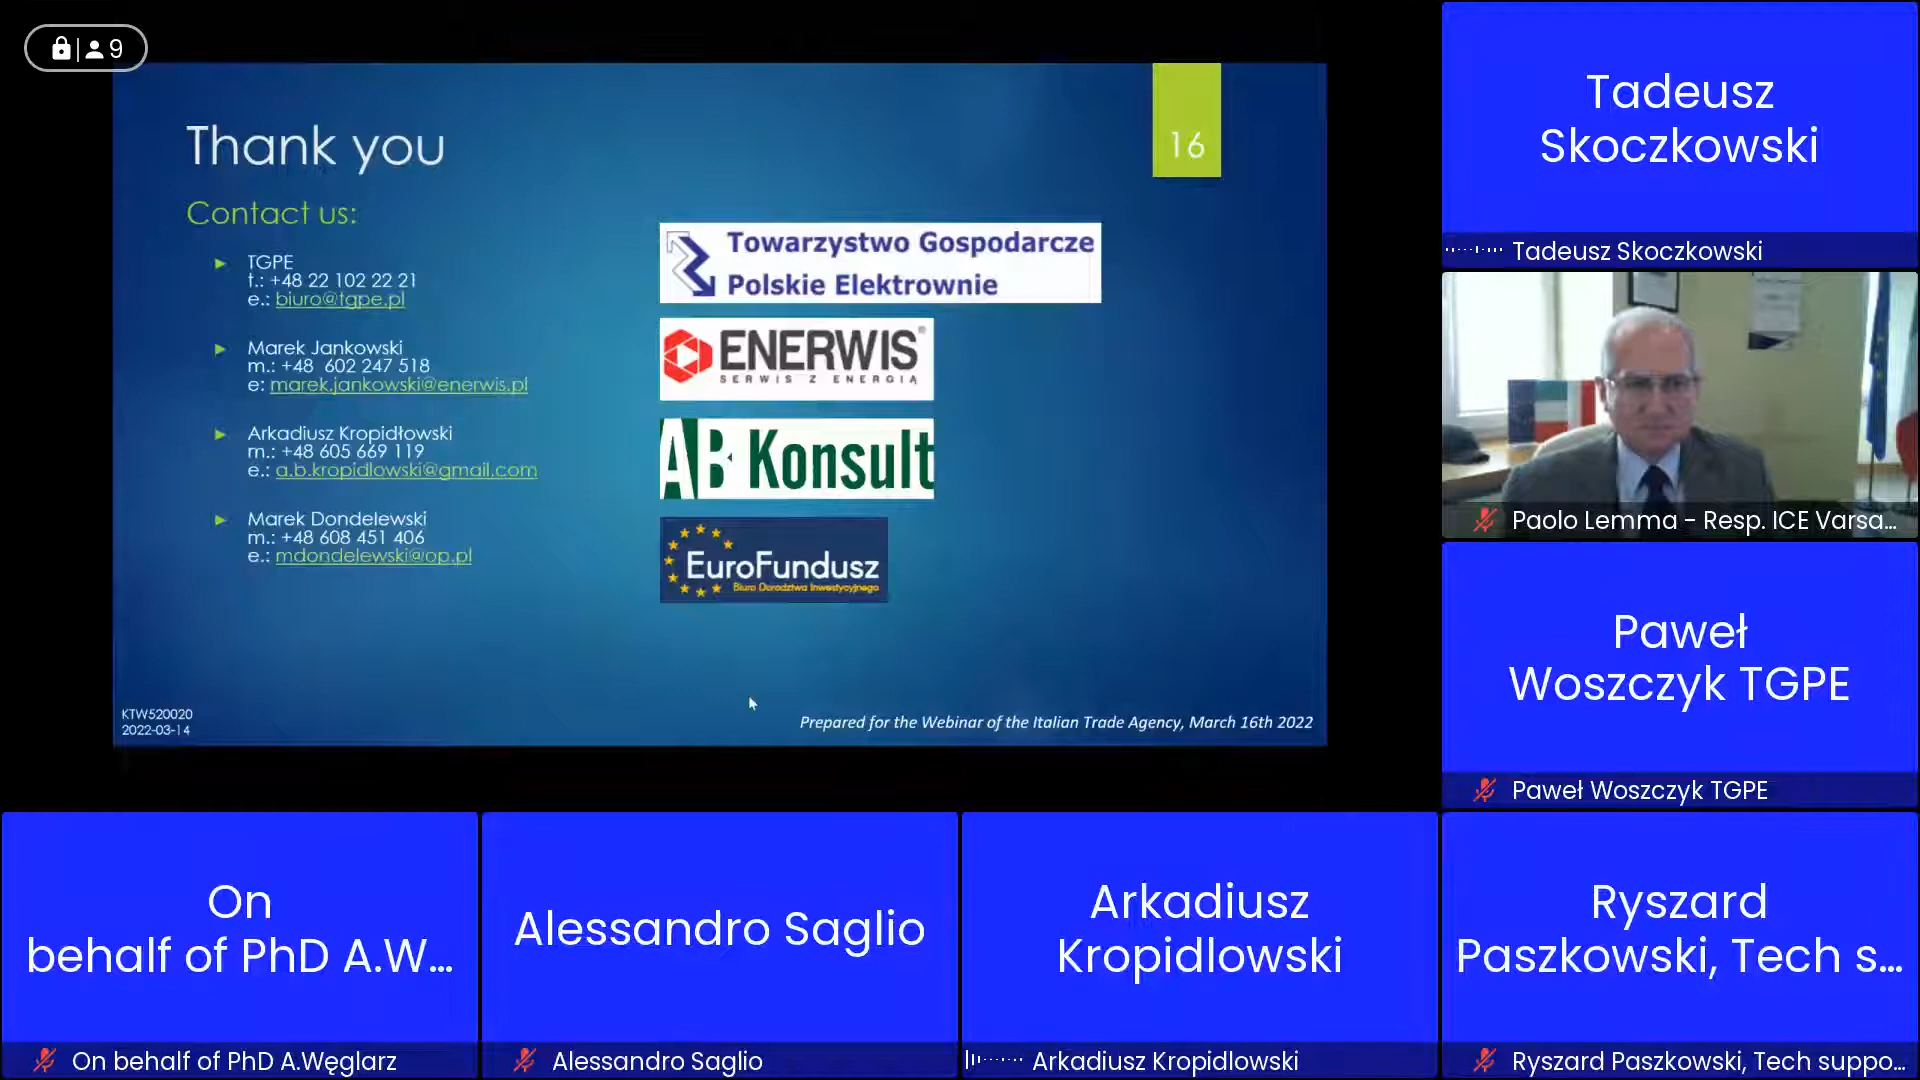 9
Thank you
16
Contact us:
TGPE
t.: +48 22 102 22 21
e.: biuro@tgpe.pl
Marek Jankowski
m.: +48  602 247 518
e: marek.jankowski@enerwis.pl
Arkadiusz Kropidłowski
m.: +48 605 669 119
e.: a.b.kropidlowski@gmail.com
Marek Dondelewski
m.: +48 608 451 406
e.: mdondelewski@op.pl
Towarzystwo Gospodarcze
Polskie Elektrownie
ENERWIS®
SERWIS Z ENERGIĄ
AB Konsult
EuroFundusz
Biuro Doradztwa Inwestycyjnego
KTW520020
2022-03-14
Prepared for the Webinar of the Italian Trade Agency, March 16th 2022
Tadeusz
Skoczkowski
Tadeusz Skoczkowski
Paolo Lemma - Resp. ICE Varsa...
Paweł
Woszczyk TGPE
Paweł Woszczyk TGPE
On
behalf of PhD A.W...
On behalf of PhD A.Węglarz
Alessandro Saglio
Alessandro Saglio
Arkadiusz
Kropidlowski
Arkadiusz Kropidlowski
Ryszard
Paszkowski, Tech s...
Ryszard Paszkowski, Tech suppo...